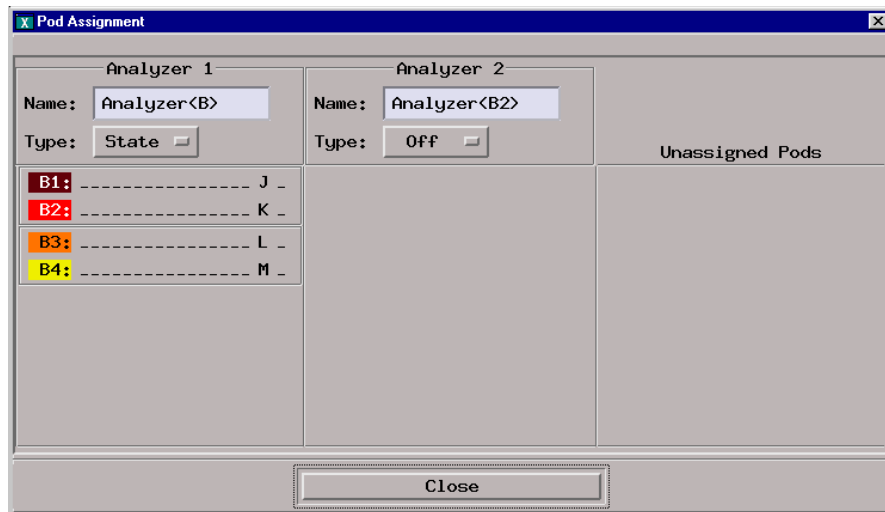 Pod Assignment
Analyzer 1
Analyzer 2
Name: Analyzer<B>
Name: Analyzer<B2>
Type: State
Type: Off
Unassigned Pods
B1: ________________ J _
B2: ________________ K _
B3: ________________ L _
B4: ________________ M _
Close